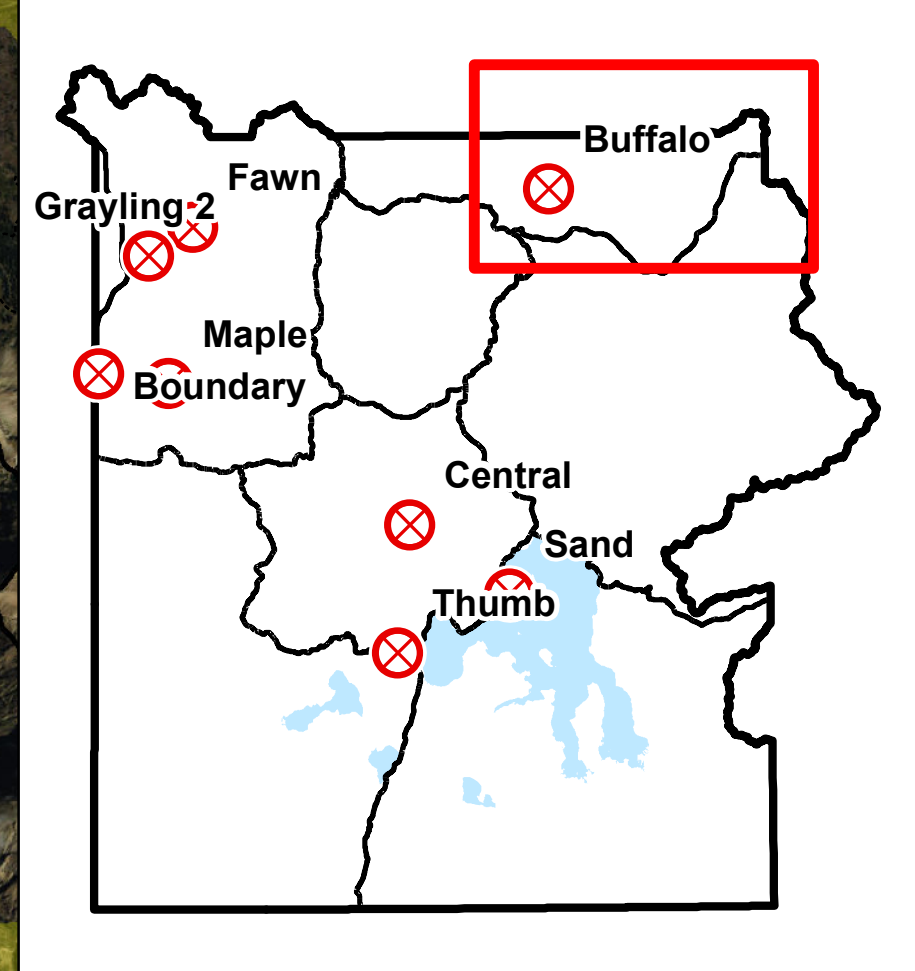 Buffalo
Fawn
Grayling 2
Maple
Boundary
Central
Sand
Thumb